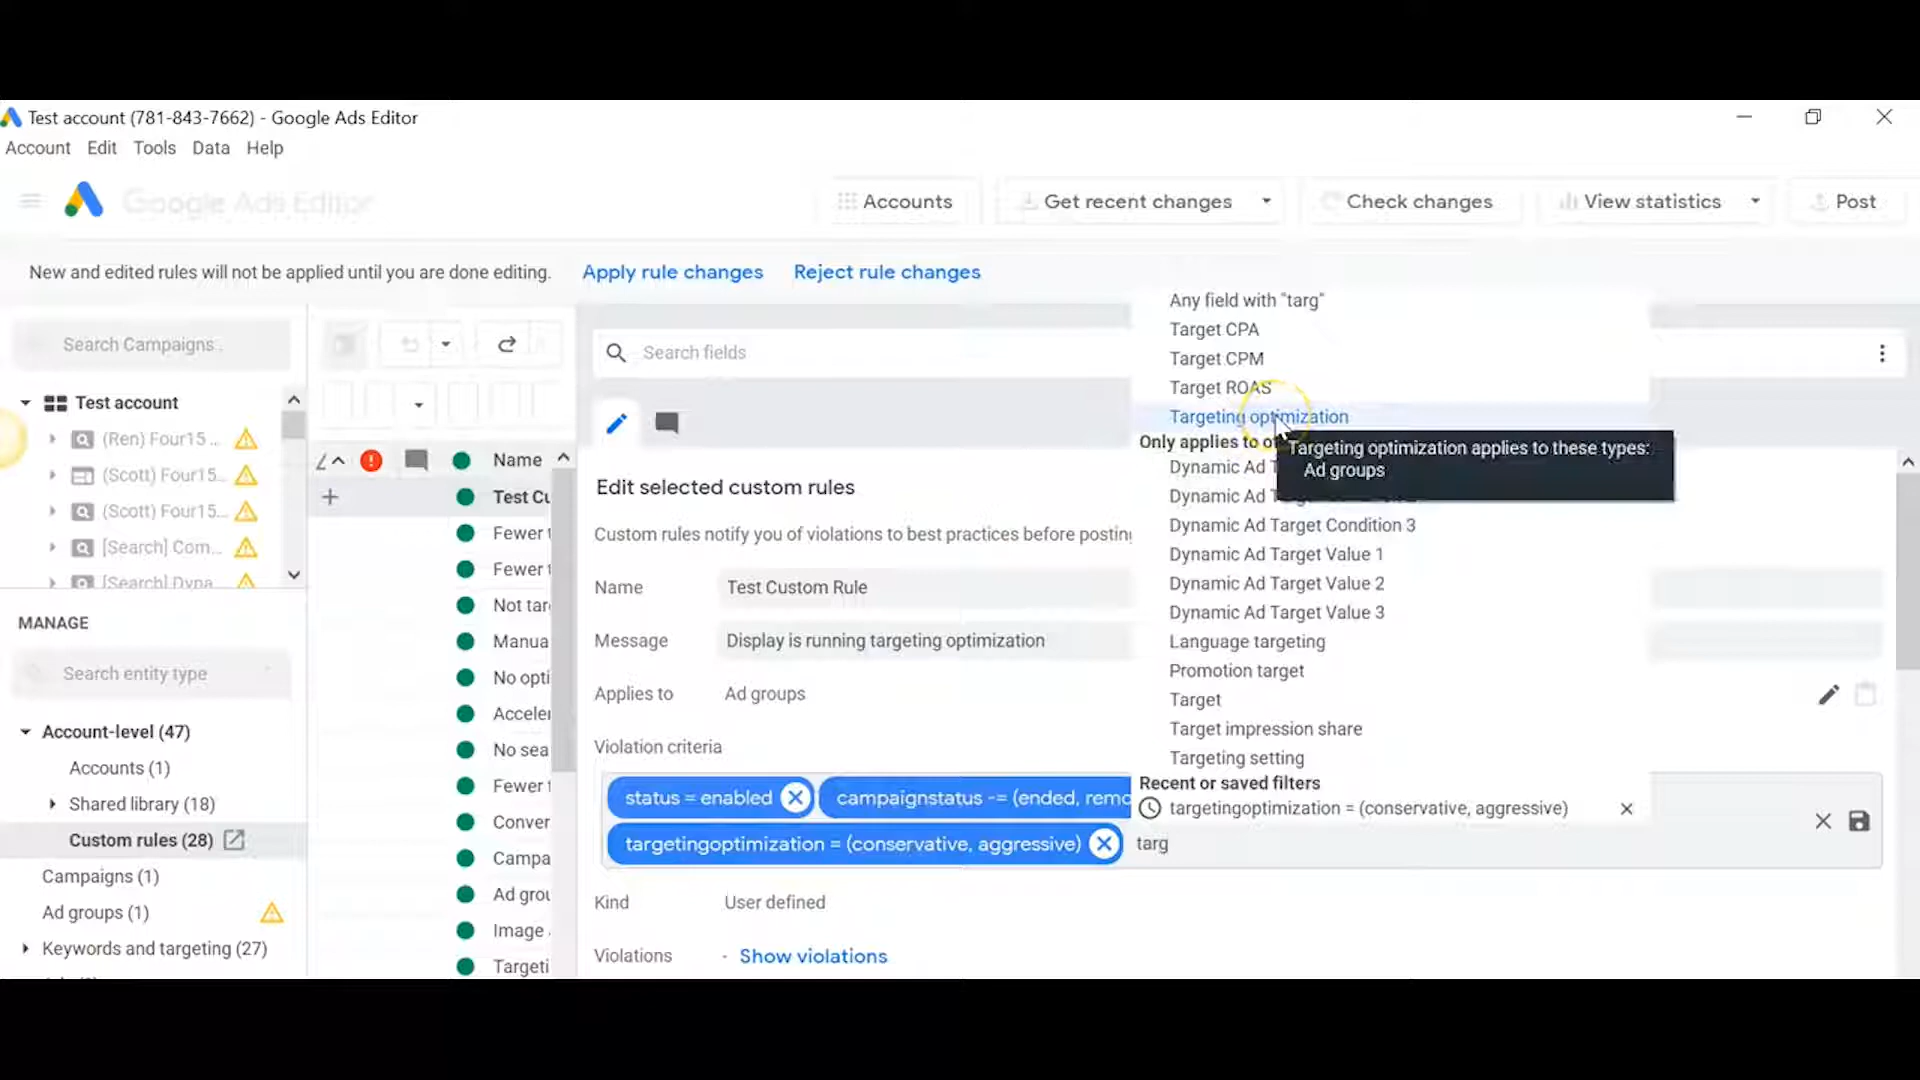 Test account (781-843-7662) - Google Ads Editor
Account Edit Tools Data Help
Google Ads Editor
Accounts
Get recent changes
Check changes
View statistics
Post
New and edited rules will not be applied until you are done editing. Apply rule changes Reject rule changes
Search Campaigns
Test account
(Ren) Four15 ...
(Scott) Four15...
(Scott) Four15...
[Search] Com...
[Search] Dyna
MANAGE
Search entity type
Account-level (47)
Accounts (1)
Shared library (18)
Custom rules (28)
Campaigns (1)
Ad groups (1)
Keywords and targeting (27)
Name
Test Cu
Fewer t
Fewer t
Not tar
Manua
No opti
Acceler
No sea
Fewer t
Conver
Campa
Ad grou
Image
Targeti
Search fields
Edit selected custom rules
Custom rules notify you of violations to best practices before posting
Name Test Custom Rule
Message Display is running targeting optimization
Applies to Ad groups
Violation criteria
status = enabled
campaignstatus -= (ended, remo
targetingoptimization = (conservative, aggressive)
targ
Kind User defined
Violations - Show violations
Any field with "targ"
Target CPA
Target CPM
Target ROAS
Targeting optimization
Only applies to o
Targeting optimization applies to these types:
Ad groups
Dynamic Ad T
Dynamic Ad Ta
Dynamic Ad Target Condition 3
Dynamic Ad Target Value 1
Dynamic Ad Target Value 2
Dynamic Ad Target Value 3
Language targeting
Promotion target
Target
Target impression share
Targeting setting
Recent or saved filters
targetingoptimization = (conservative, aggressive)